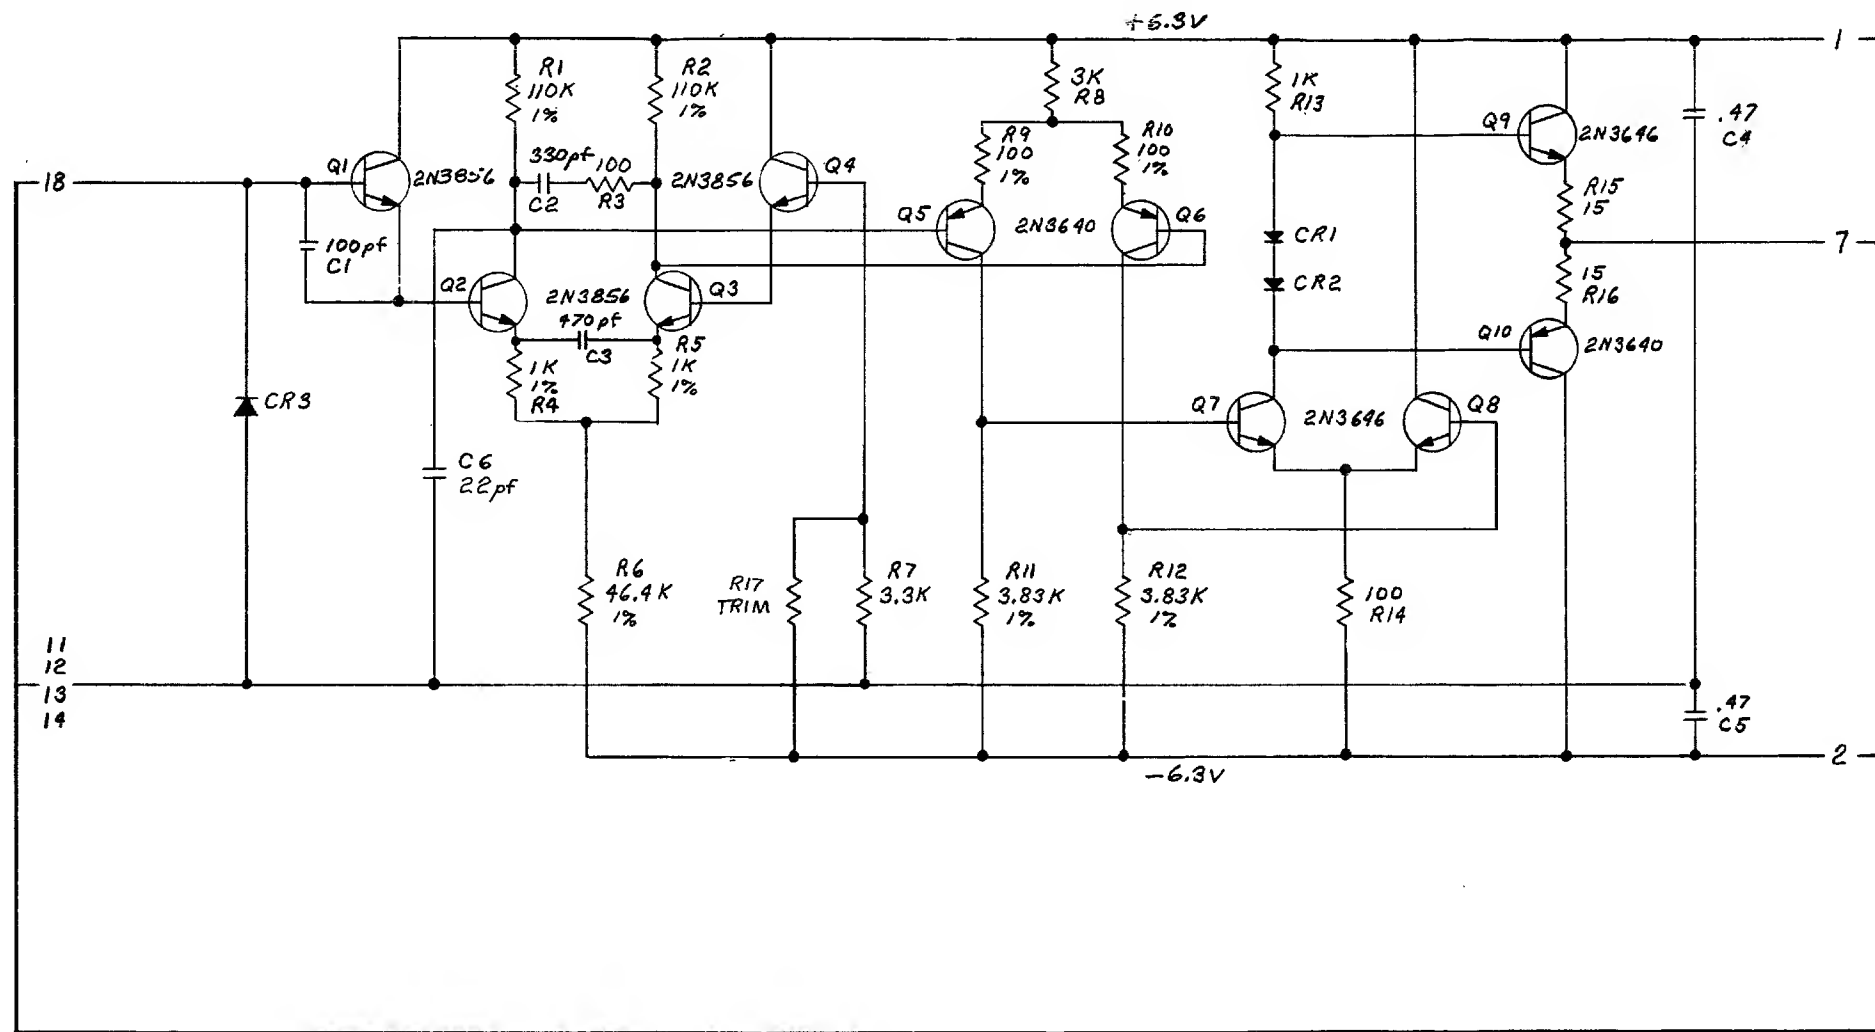 +6.3V
1
R1
110K
1%
R2
110K
1%
3K
R8
1K
R13
.47
C4
Q1
2N3856
330pf
C2
100
R3
2N3856
Q4
R9
100
1%
R10
100
1%
Q9
2N3646
18
R15
15
Q5
2N3640
Q6
100pf
C1
CR1
7
Q2
2N3856
Q3
CR2
15
R16
470pf
C3
Q10
2N3640
1K
1%
R4
R5
1K
1%
CR3
Q7
2N3646
Q8
C6
22pf
R6
46.4K
1%
R17
TRIM
R7
3.3K
R11
3.83K
1%
R12
3.83K
1%
100
R14
11
12
13
14
.47
C5
-6.3V
2